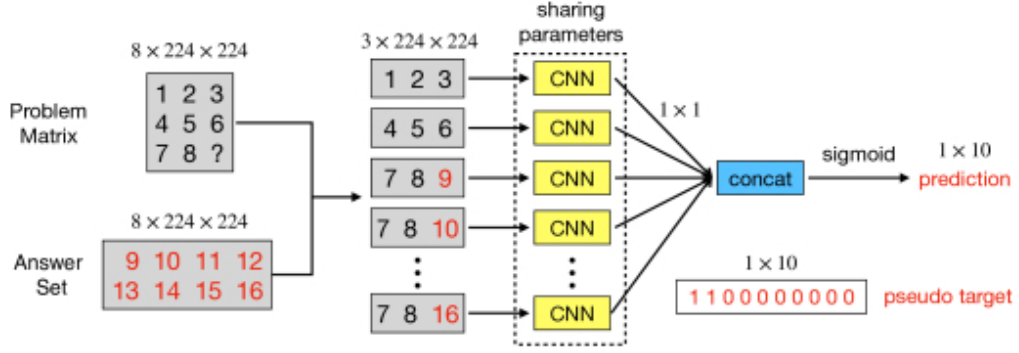 sharing
parameters
8 × 224 × 224
3 × 224 × 224
Problem
Matrix
1 2 3
4 5 6
7 8 ?
1 2 3
CNN
4 5 6
CNN
7 8 9
CNN
7 8 10
CNN
7 8 16
CNN
1 × 1
concat
sigmoid
1 × 10
prediction
8 × 224 × 224
Answer
Set
9 10 11 12
13 14 15 16
1 × 10
1 1 0 0 0 0 0 0 0 0
pseudo target